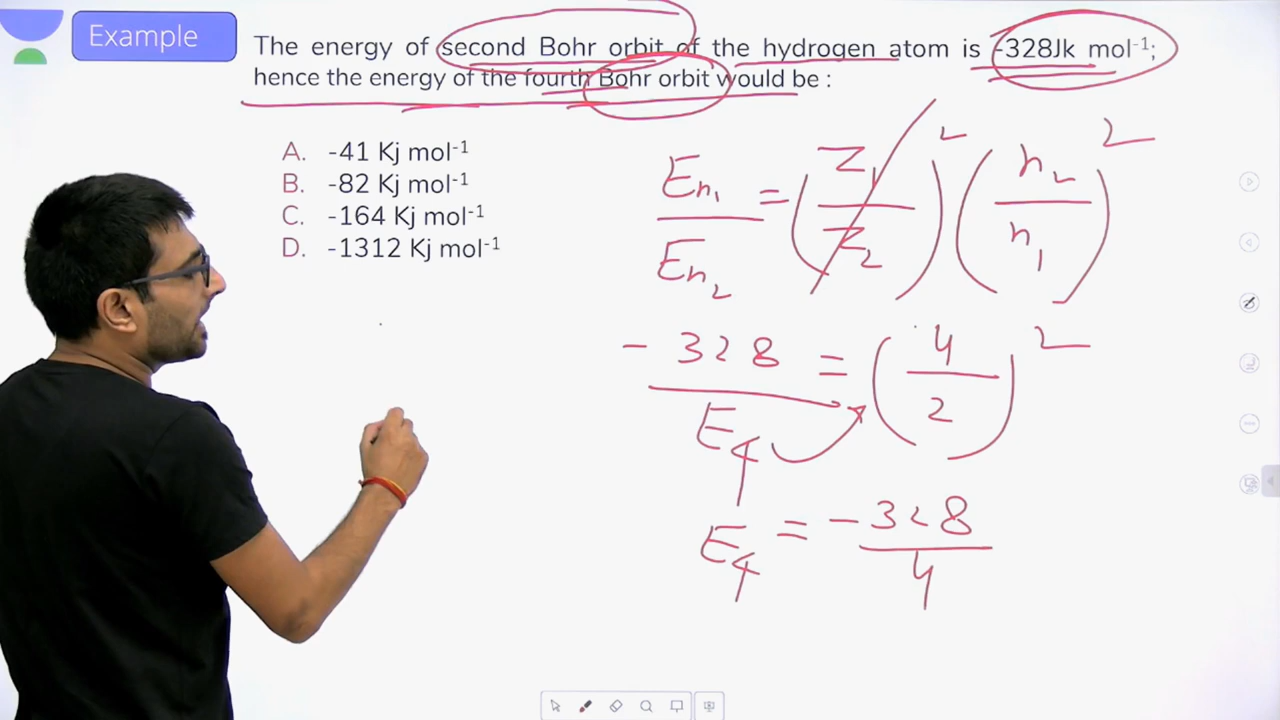 Example
The energy of second Bohr orbit of the hydrogen atom is -328Jk mol⁻¹;
hence the energy of the fourth Bohr orbit would be :
A. -41 Kj mol⁻¹
B. -82 Kj mol⁻¹
C. -164 Kj mol⁻¹
D. -1312 Kj mol⁻¹
Eₙ₁/Eₙ₂ = (Z₁/Z₂)² (n₂/n₁)²
-328/E₄ = (4/2)²
E₄ = -328/4